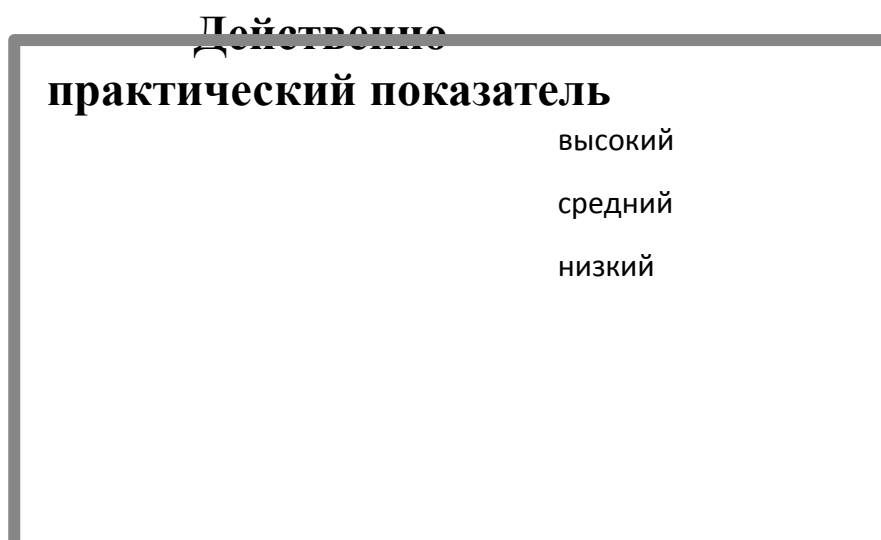 Действенно
практический показатель
высокий
средний
низкий